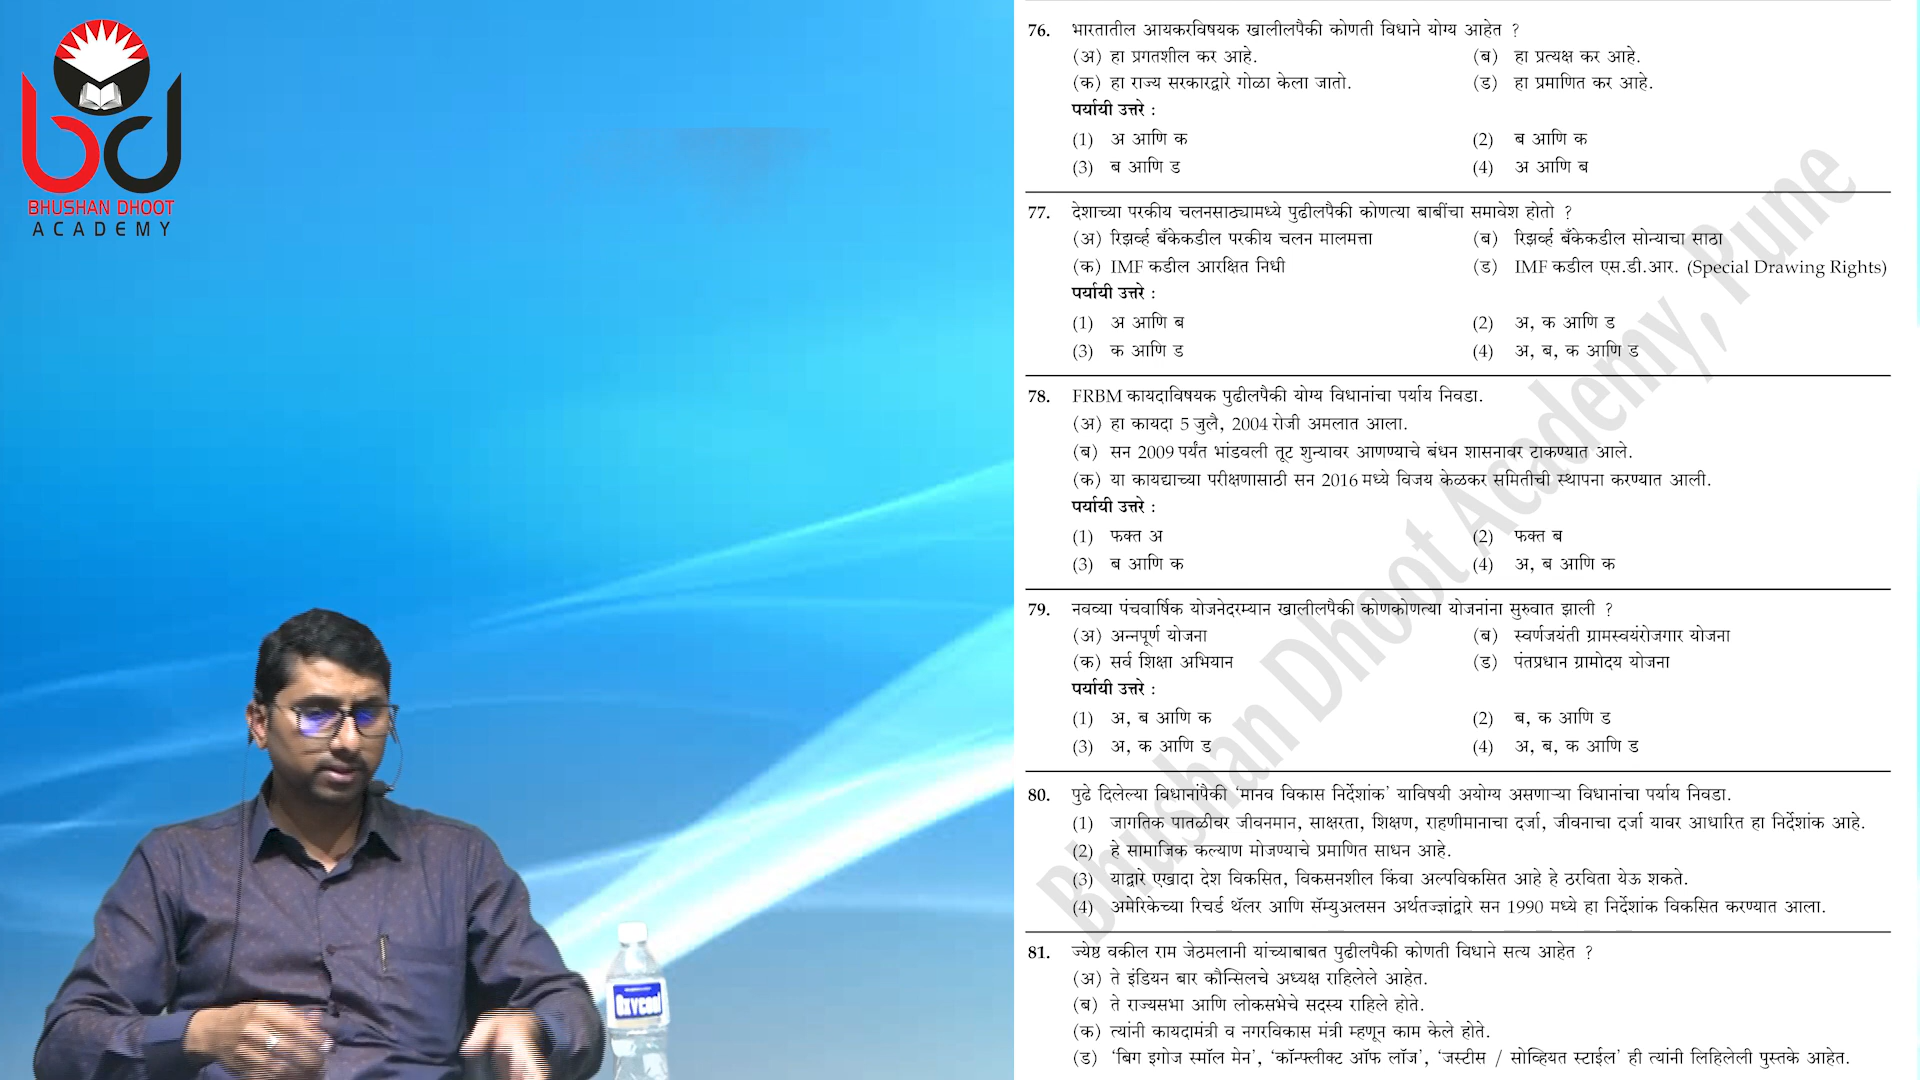 BHUSHAN DHOOT
ACADEMY
76. भारतातील आयकरविषयक खालीलपैकी कोणती विधाने योग्य आहेत ?
(अ) हा प्रगतशील कर आहे. (ब) हा प्रत्यक्ष कर आहे.
(क) हा राज्य सरकारद्वारे गोळा केला जातो. (ड) हा प्रमाणित कर आहे.
पर्यायी उत्तरे :
(1) अ आणि क (2) ब आणि क
(3) ब आणि ड (4) अ आणि ब
77. देशाच्या परकीय चलनसाठ्यामध्ये पुढीलपैकी कोणत्या बाबींचा समावेश होतो ?
(अ) रिझर्व्ह बँकेकडील परकीय चलन मालमत्ता (ब) रिझर्व्ह बँकेकडील सोन्याचा साठा
(क) IMF कडील आरक्षित निधी (ड) IMF कडील एस.डी.आर. (Special Drawing Rights)
पर्यायी उत्तरे :
(1) अ आणि ब (2) अ, क आणि ड
(3) क आणि ड (4) अ, ब, क आणि ड
78. FRBM कायदाविषयक पुढीलपैकी योग्य विधानांचा पर्याय निवडा.
(अ) हा कायदा 5 जुलै, 2004 रोजी अमलात आला.
(ब) सन 2009 पर्यंत भांडवली तूट शुन्यावर आणण्याचे बंधन शासनावर टाकण्यात आले.
(क) या कायद्याच्या परीक्षणासाठी सन 2016 मध्ये विजय केळकर समितीची स्थापना करण्यात आली.
पर्यायी उत्तरे :
(1) फक्त अ (2) फक्त ब
(3) ब आणि क (4) अ, ब आणि क
79. नवव्या पंचवार्षिक योजनेदरम्यान खालीलपैकी कोणकोणत्या योजनांना सुरुवात झाली ?
(अ) अन्नपूर्ण योजना (ब) स्वर्णजयंती ग्रामस्वयंरोजगार योजना
(क) सर्व शिक्षा अभियान (ड) पंतप्रधान ग्रामोदय योजना
पर्यायी उत्तरे :
(1) अ, ब आणि क (2) ब, क आणि ड
(3) अ, क आणि ड (4) अ, ब, क आणि ड
80. पुढे दिलेल्या विधानांपैकी ‘मानव विकास निर्देशांक’ याविषयी अयोग्य असणाऱ्या विधानांचा पर्याय निवडा.
(1) जागतिक पातळीवर जीवनमान, साक्षरता, शिक्षण, राहणीमानाचा दर्जा, जीवनाचा दर्जा यावर आधारित हा निर्देशांक आहे.
(2) हे सामाजिक कल्याण मोजण्याचे प्रमाणित साधन आहे.
(3) याद्वारे एखादा देश विकसित, विकसनशील किंवा अल्पविकसित आहे हे ठरविता येऊ शकते.
(4) अमेरिकेच्या रिचर्ड थॅलर आणि सॅम्युअलसन अर्थतज्ज्ञांद्वारे सन 1990 मध्ये हा निर्देशांक विकसित करण्यात आला.
81. ज्येष्ठ वकील राम जेठमलानी यांच्याबाबत पुढीलपैकी कोणती विधाने सत्य आहेत ?
(अ) ते इंडियन बार कौन्सिलचे अध्यक्ष राहिलेले आहेत.
(ब) ते राज्यसभा आणि लोकसभेचे सदस्य राहिले होते.
(क) त्यांनी कायदामंत्री व नगरविकास मंत्री म्हणून काम केले होते.
(ड) ‘बिग इगोज स्मॉल मेन’, ‘कॉन्फ्लीक्ट ऑफ लॉज’, ‘जस्टीस / सोव्हियत स्टाईल’ ही त्यांनी लिहिलेली पुस्तके आहेत.
Bhushan Dhoot Academy, Pune
Oxycool